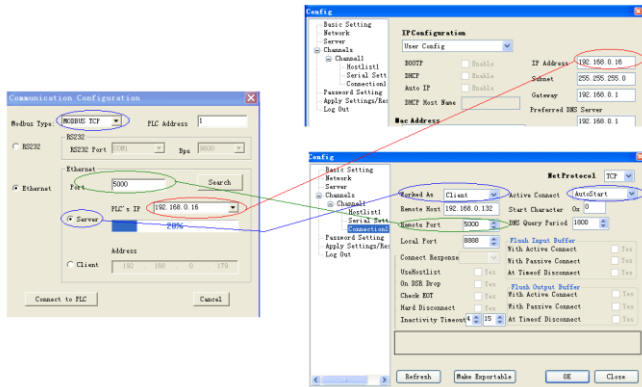 Config
Basic Setting
Network
Server
Channels
Channel1
Hostlist1
Serial Sett
Connection1
Password Setting
Apply Settings/Res
Log Out
IPConfiguration
User Config
BOOTP Enable IP Address 192.168.0.16
DHCP Enable Subnet 255.255.255.0
Auto IP Enable Gateway 192.168.0.1
DHCP Host Name Preferred DNS Server
Mac Address 192.168.0.1
Communication Configuration
Modbus Type: MODBUS TCP PLC Address 1
RS232
RS232 RS232 Port COM1 Bps 9600
Ethernet
Ethernet Port 5000 Search
PLC's IP 192.168.0.16
Server 20%
Address
Client 192 . 168 . 0 . 179
Connect to PLC Cancel
Config
Basic Setting
Network
Server
Channels
Channel1
Hostlist1
Serial Sett
Connection1
Password Setting
Apply Settings/Res
Log Out
NetProtocol TCP
Worked As Client Active Connect AutoStart
Remote Host 192.168.0.132 Start Character 0x 0
Remote Port 5000 DNS Query Period 1800
Local Port 8888 Flush Input Buffer
With Active Connect Yes
Connect Response With Passive Connect Yes
UseHostlist Yes At Timeof Disconnect Yes
On DSR Drop Yes Flush Output Buffer
Check EOT Yes With Active Connect Yes
Hard Disconnect Yes With Passive Connect Yes
Inactivity Timeout 4 15 At Timeof Disconnect Yes
Refresh Make Exportable OK Close